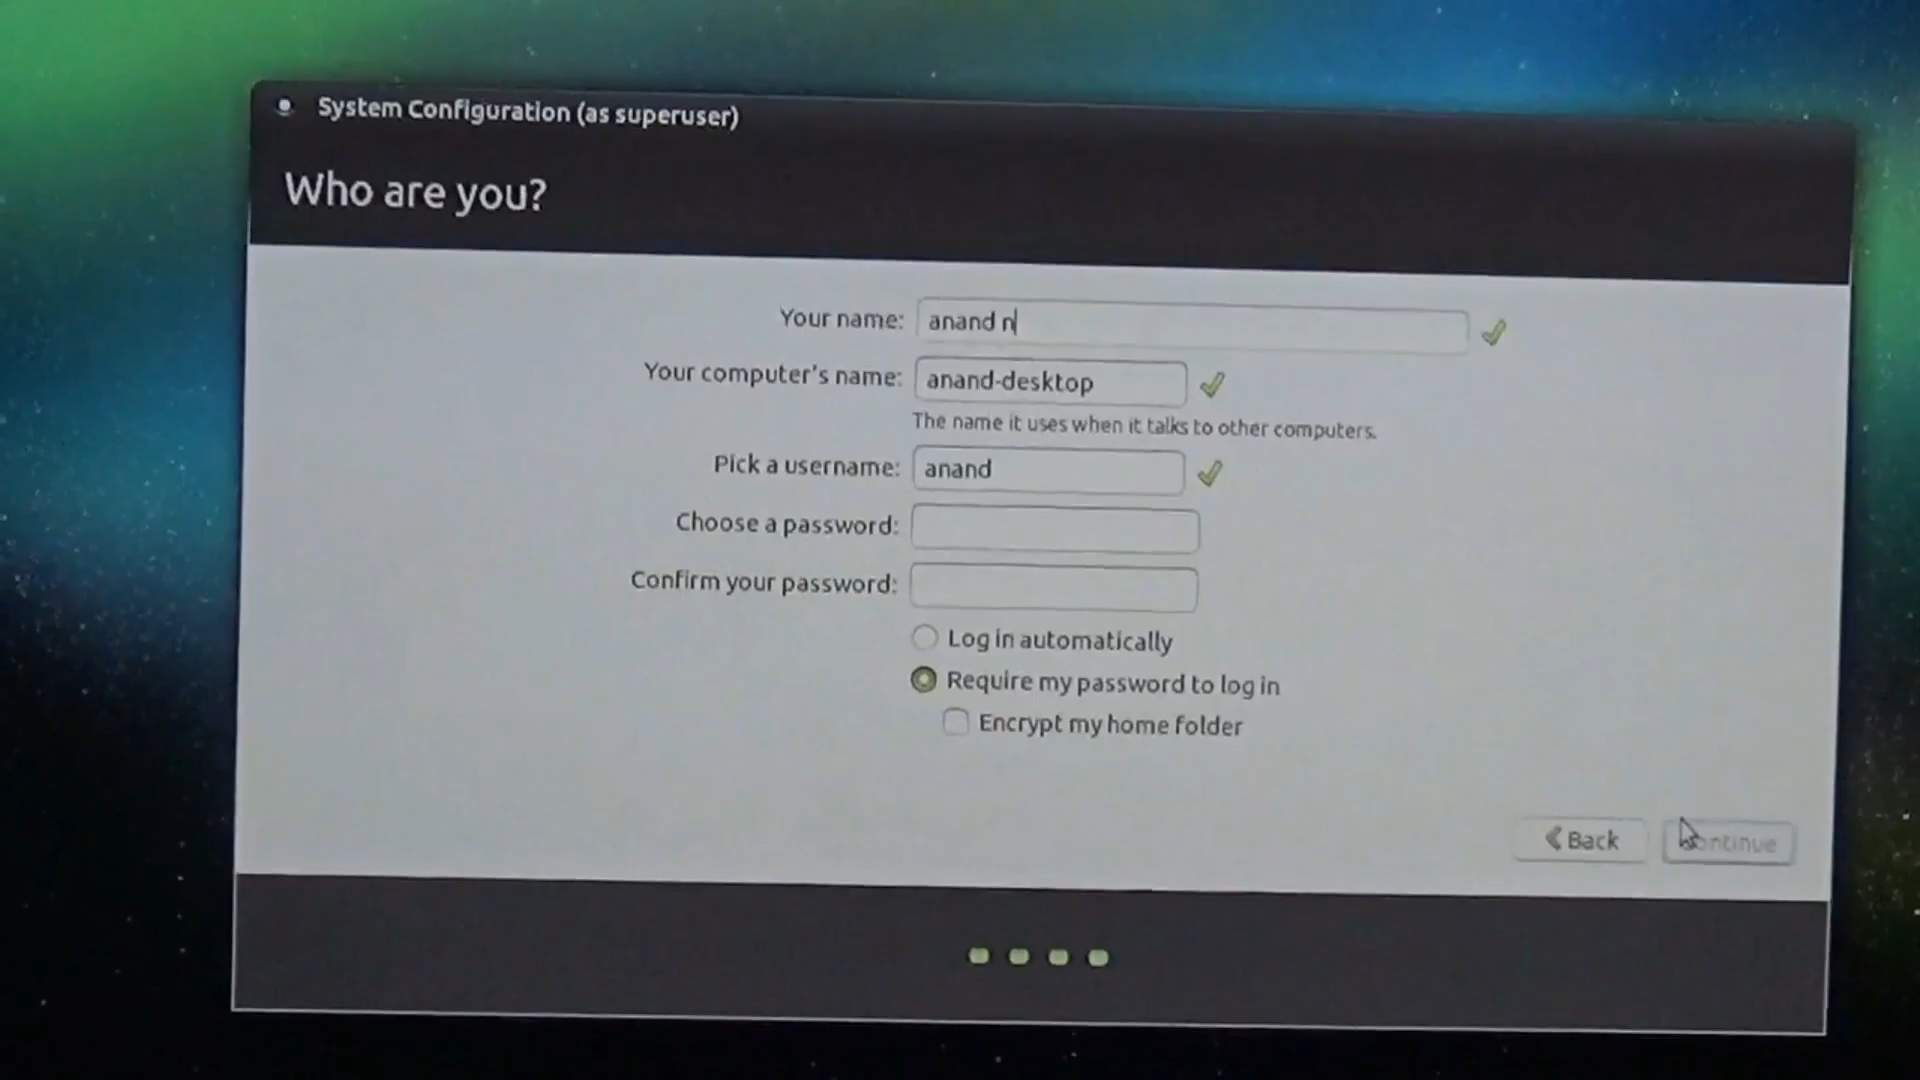 System Configuration (as superuser)
Who are you?
Your name: anand n
Your computer's name: anand-desktop
The name it uses when it talks to other computers.
Pick a username: anand
Choose a password:
Confirm your password:
Log in automatically
Require my password to log in
Encrypt my home folder
Back Continue